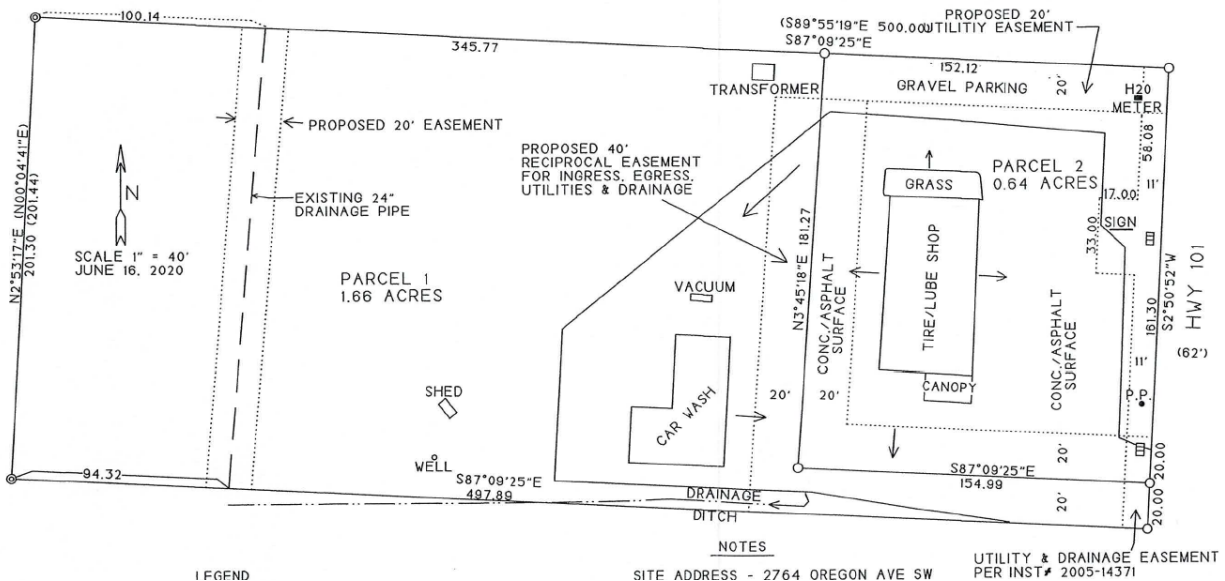 100.14
345.77
(S89°55'19"E 500.00)
S87°09'25"E
PROPOSED 20'
UTILITIY EASEMENT
152.12
GRAVEL PARKING
20'
H20
METER
TRANSFORMER
PROPOSED 20' EASEMENT
PROPOSED 40'
RECIPROCAL EASEMENT
FOR INGRESS, EGRESS,
UTILITIES & DRAINAGE
58.08
11'
PARCEL 2
0.64 ACRES
GRASS
17.00
SIGN
33.00
N2°53'17"E (N00°04'41"E)
201.30 (201.44)
N
SCALE 1" = 40'
JUNE 16, 2020
EXISTING 24"
DRAINAGE PIPE
PARCEL 1
1.66 ACRES
VACUUM
N3°45'18"E 181.27
CONC./ASPHALT
SURFACE
TIRE/LUBE SHOP
CONC./ASPHALT
SURFACE
S2°50'52"W
161.30
HWY 101
(62')
11'
P.P.
SHED
CAR WASH
20'
20'
CANOPY
WELL
94.32
S87°09'25"E
497.89
S87°09'25"E
154.99
20'
20.00
20'
20.00
DRAINAGE
DITCH
NOTES
LEGEND
SITE ADDRESS - 2764 OREGON AVE SW
UTILITY & DRAINAGE EASEMENT
PER INST# 2005-14371